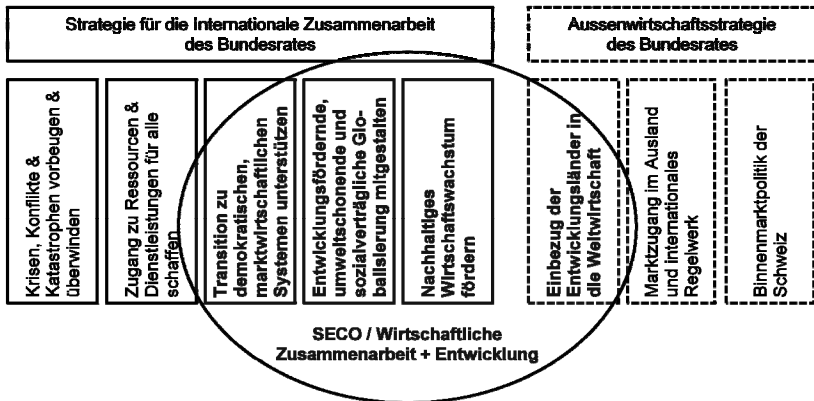 Strategie für die Internationale Zusammenarbeit
des Bundesrates
Aussenwirtschaftsstrategie
des Bundesrates
Krisen, Konflikte &
Katastrophen vorbeugen &
überwinden
Zugang zu Ressourcen &
Dienstleistungen für alle
schaffen
Transition zu
demokratischen,
marktwirtschaftlichen
Systemen unterstützen
Entwicklungsfördernde,
umweltschonende und
sozialverträgliche Glo-
balisierung mitgestalten
Nachhaltiges
Wirtschaftswachstum
fördern
Einbezug der
Entwicklungsländer in
die Weltwirtschaft
Marktzugang im Ausland
und internationales
Regelwerk
Binnenmarktpolitik der
Schweiz
SECO / Wirtschaftliche
Zusammenarbeit + Entwicklung